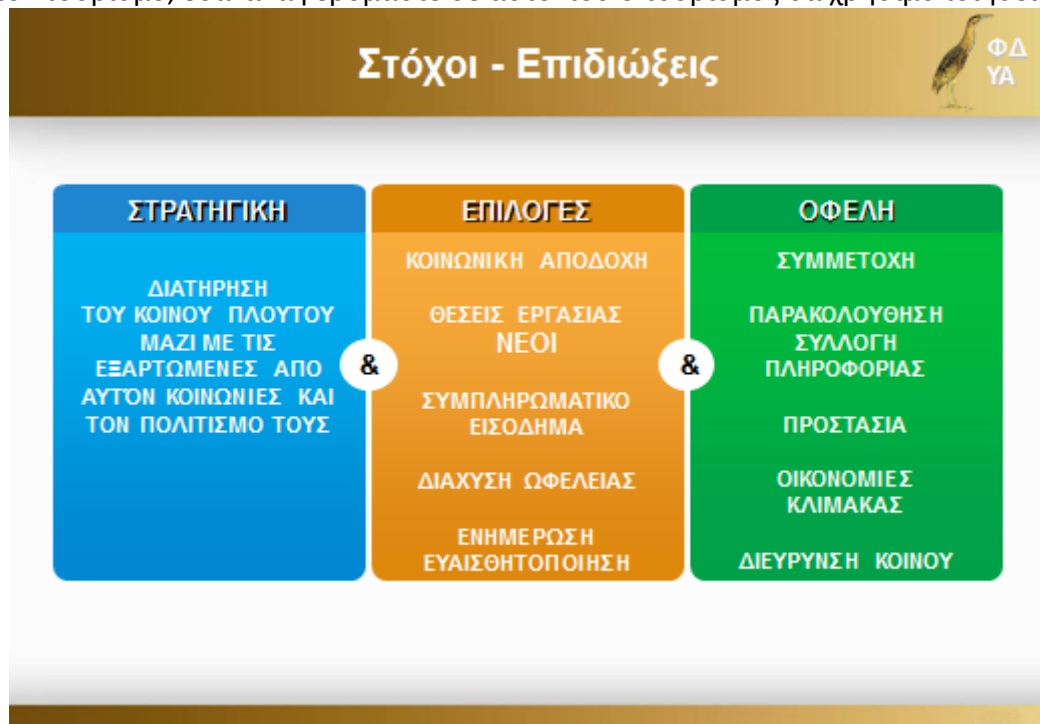 Στόχοι - Επιδιώξεις
ΦΔ
ΥΑ
ΣΤΡΑΤΗΓΙΚΗ
ΔΙΑΤΗΡΗΣΗ
ΤΟΥ ΚΟΙΝΟΥ ΠΛΟΥΤΟΥ
ΜΑΖΙ ΜΕ ΤΙΣ
ΕΞΑΡΤΩΜΕΝΕΣ ΑΠΟ
ΑΥΤΌΝ ΚΟΙΝΩΝΙΕΣ ΚΑΙ
ΤΟΝ ΠΟΛΙΤΙΣΜΟ ΤΟΥΣ
&
ΕΠΙΛΟΓΕΣ
ΚΟΙΝΩΝΙΚΗ ΑΠΟΔΟΧΗ
ΘΕΣΕΙΣ ΕΡΓΑΣΙΑΣ
ΝΕΟΙ
ΣΥΜΠΛΗΡΩΜΑΤΙΚΟ
ΕΙΣΟΔΗΜΑ
ΔΙΑΧΥΣΗ ΩΦΕΛΕΙΑΣ
ΕΝΗΜΕΡΩΣΗ
ΕΥΑΙΣΘΗΤΟΠΟΙΗΣΗ
&
ΟΦΕΛΗ
ΣΥΜΜΕΤΟΧΗ
ΠΑΡΑΚΟΛΟΥΘΗΣΗ
ΣΥΛΛΟΓΗ
ΠΛΗΡΟΦΟΡΙΑΣ
ΠΡΟΣΤΑΣΙΑ
ΟΙΚΟΝΟΜΙΕΣ
ΚΛΙΜΑΚΑΣ
ΔΙΕΥΡΥΝΣΗ ΚΟΙΝΟΥ